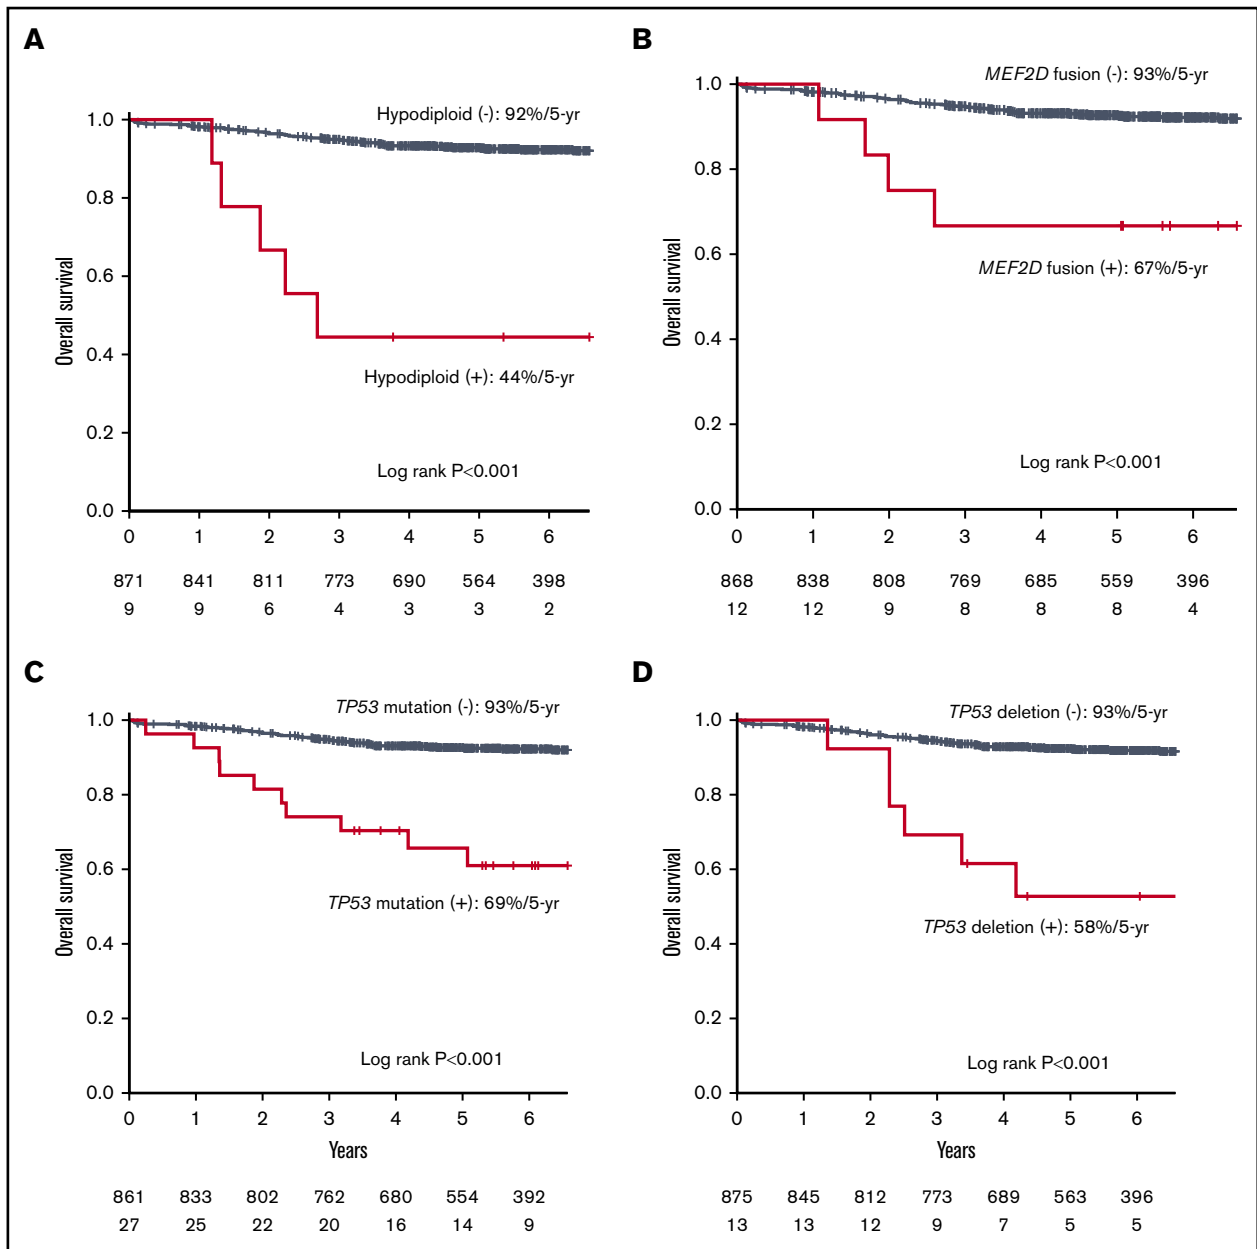 A
Overall survival
1.0
0.8
0.6
0.4
0.2
0.0
Hypodiploid (-): 92%/5-yr
Hypodiploid (+): 44%/5-yr
Log rank P<0.001
0 1 2 3 4 5 6
871 841 811 773 690 564 398
9 9 6 4 3 3 2
B
Overall survival
1.0
0.8
0.6
0.4
0.2
0.0
MEF2D fusion (-): 93%/5-yr
MEF2D fusion (+): 67%/5-yr
Log rank P<0.001
0 1 2 3 4 5 6
868 838 808 769 685 559 396
12 12 9 8 8 8 4
C
Overall survival
1.0
0.8
0.6
0.4
0.2
0.0
TP53 mutation (-): 93%/5-yr
TP53 mutation (+): 69%/5-yr
Log rank P<0.001
0 1 2 3 4 5 6
Years
861 833 802 762 680 554 392
27 25 22 20 16 14 9
D
Overall survival
1.0
0.8
0.6
0.4
0.2
0.0
TP53 deletion (-): 93%/5-yr
TP53 deletion (+): 58%/5-yr
Log rank P<0.001
0 1 2 3 4 5 6
Years
875 845 812 773 689 563 396
13 13 12 9 7 5 5